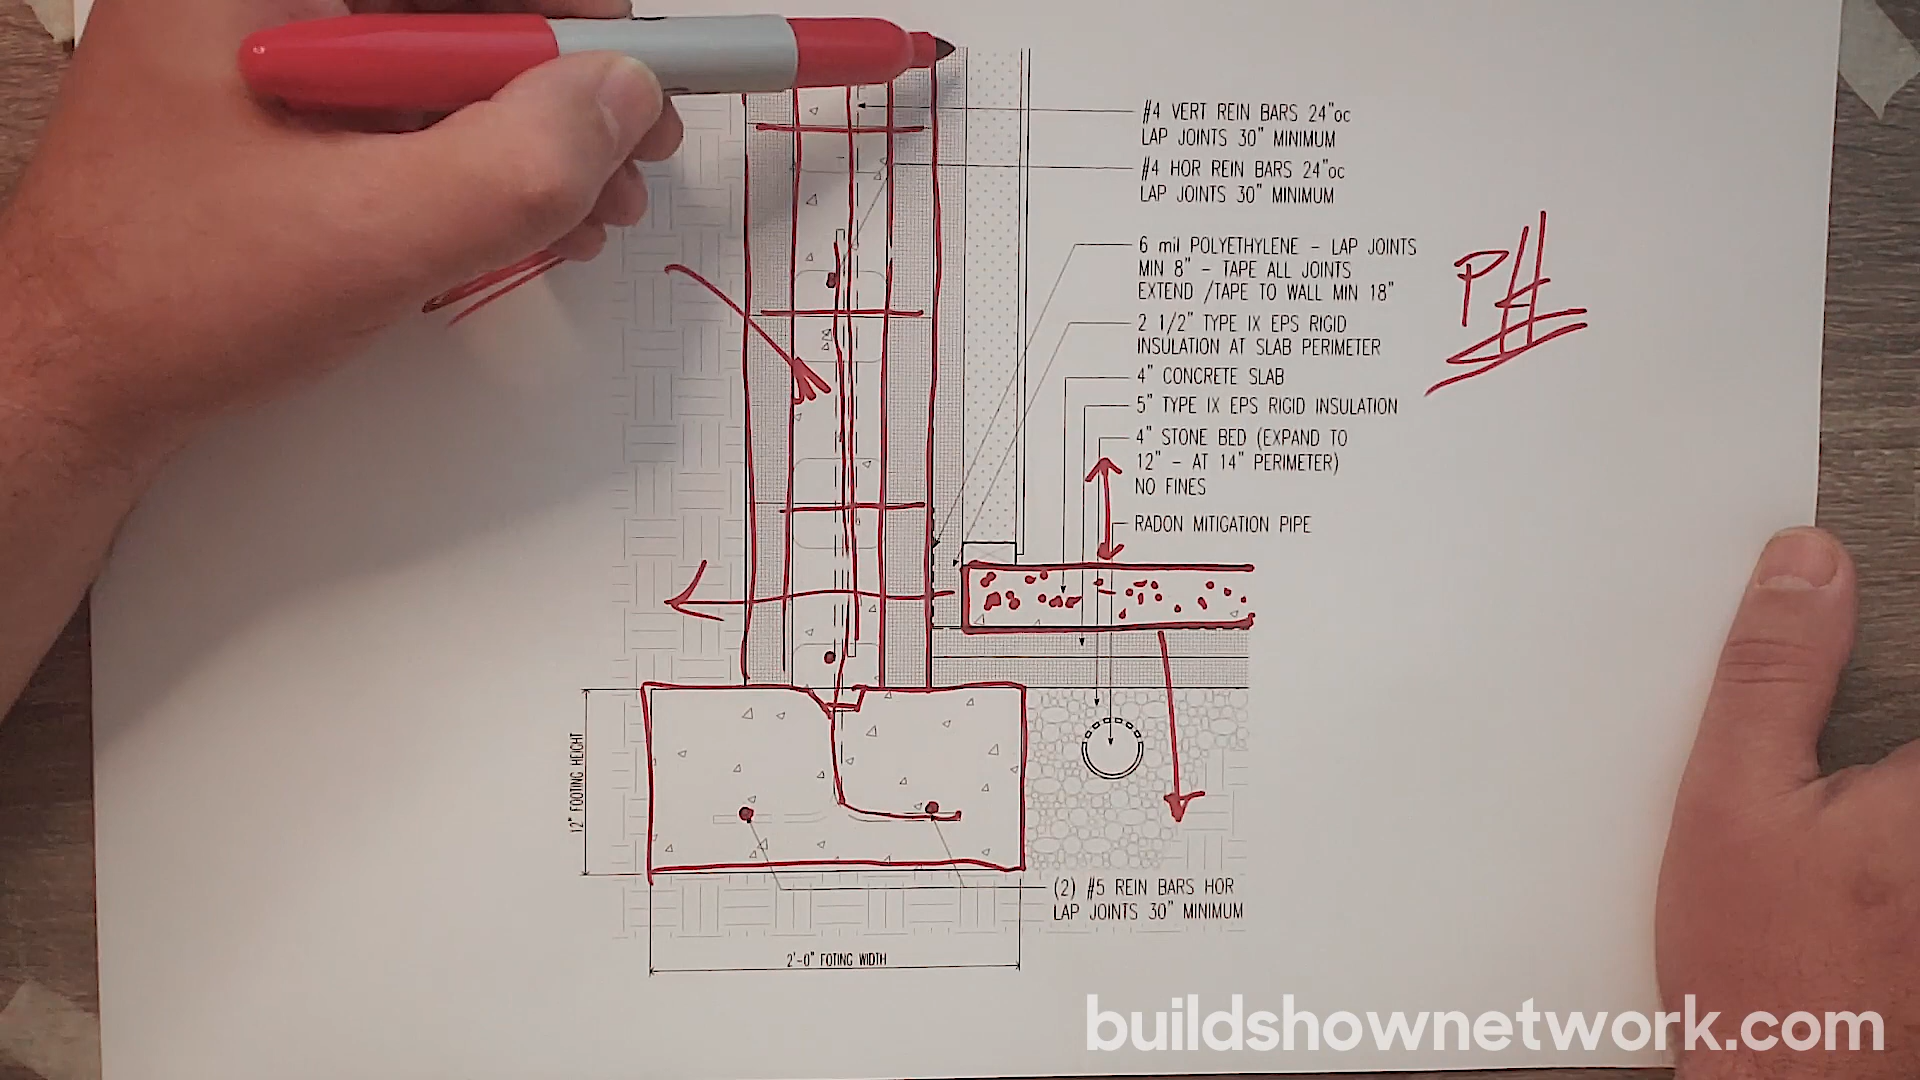 #4 VERT REIN BARS 24"oc
LAP JOINTS 30" MINIMUM
#4 HOR REIN BARS 24"oc
LAP JOINTS 30" MINIMUM
6 mil POLYETHYLENE - LAP JOINTS
MIN 8" - TAPE ALL JOINTS
EXTEND /TAPE TO WALL MIN 18"
PH
2 1/2" TYPE IX EPS RIGID
INSULATION AT SLAB PERIMETER
4" CONCRETE SLAB
5" TYPE IX EPS RIGID INSULATION
4" STONE BED (EXPAND TO
12" - AT 14" PERIMETER)
NO FINES
RADON MITIGATION PIPE
12" FOOTING HEIGHT
(2) #5 REIN BARS HOR
LAP JOINTS 30" MINIMUM
2'-0" FOTING WIDTH
buildshownetwork.com